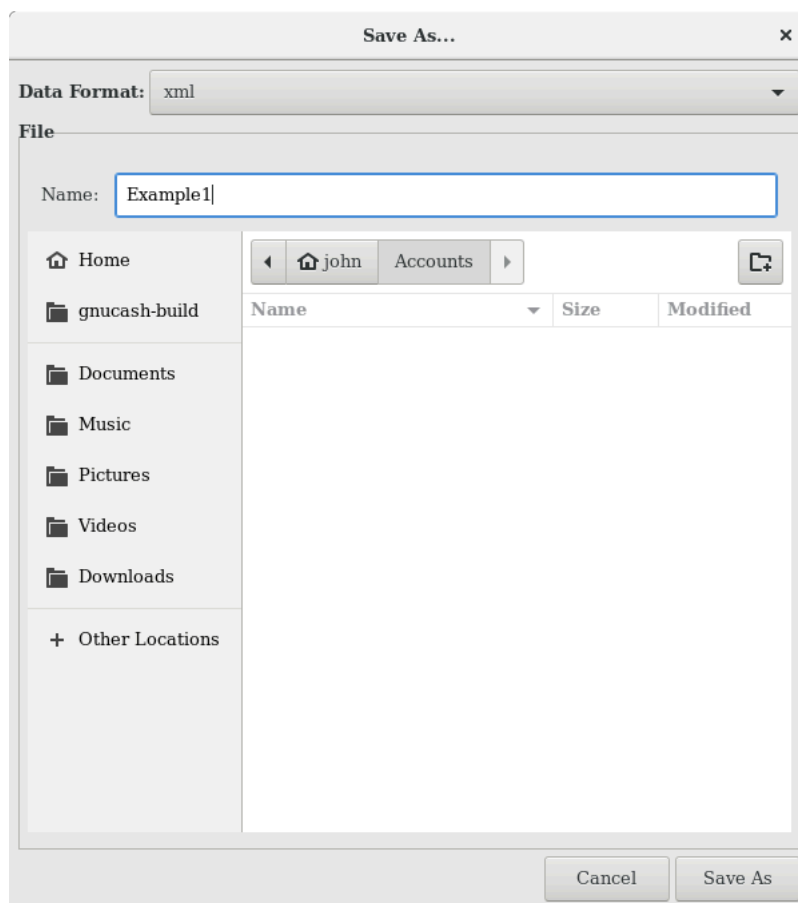 Save As...
Data Format: xml
File
Name: Example1
Home
gnucash-build
Documents
Music
Pictures
Videos
Downloads
Other Locations
john Accounts
Name Size Modified
Cancel Save As